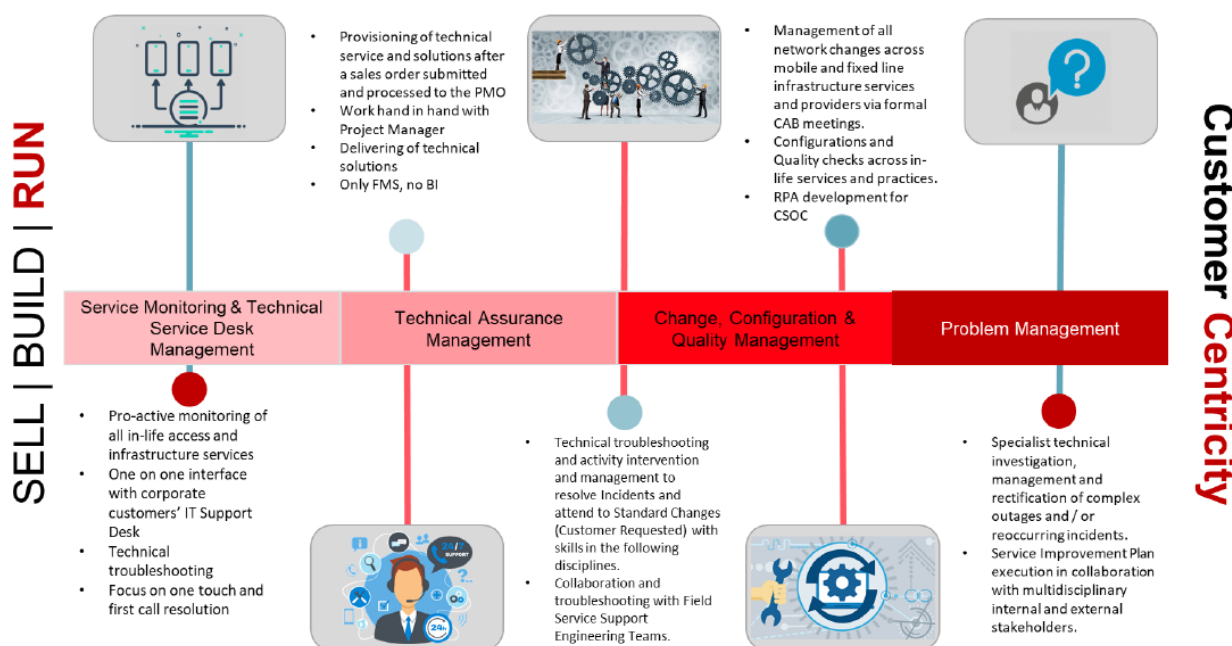 SELL | BUILD | RUN
• Provisioning of technical
service and solutions after
a sales order submitted
and processed to the PMO
• Work hand in hand with
Project Manager
• Delivering of technical
solutions
• Only FMS, no BI
• Management of all
network changes across
mobile and fixed line
infrastructure services
and providers via formal
CAB meetings.
• Configurations and
Quality checks across in-
life services and practices.
• RPA development for
CSOC
?
Service Monitoring & Technical
Service Desk
Management
Technical Assurance
Management
Change, Configuration &
Quality Management
Problem Management
• Pro-active monitoring of
all in-life access and
infrastructure services
• One on one interface
with corporate
customers’ IT Support
Desk
• Technical
troubleshooting
• Focus on one touch and
first call resolution
24/7
SUPPORT
24h
• Technical troubleshooting
and activity intervention
and management to
resolve Incidents and
attend to Standard Changes
(Customer Requested) with
skills in the following
disciplines.
• Collaboration and
troubleshooting with Field
Service Support
Engineering Teams.
• Specialist technical
investigation,
management and
rectification of complex
outages and / or
reoccurring incidents.
• Service Improvement Plan
execution in collaboration
with multidisciplinary
internal and external
stakeholders.
Customer Centricity